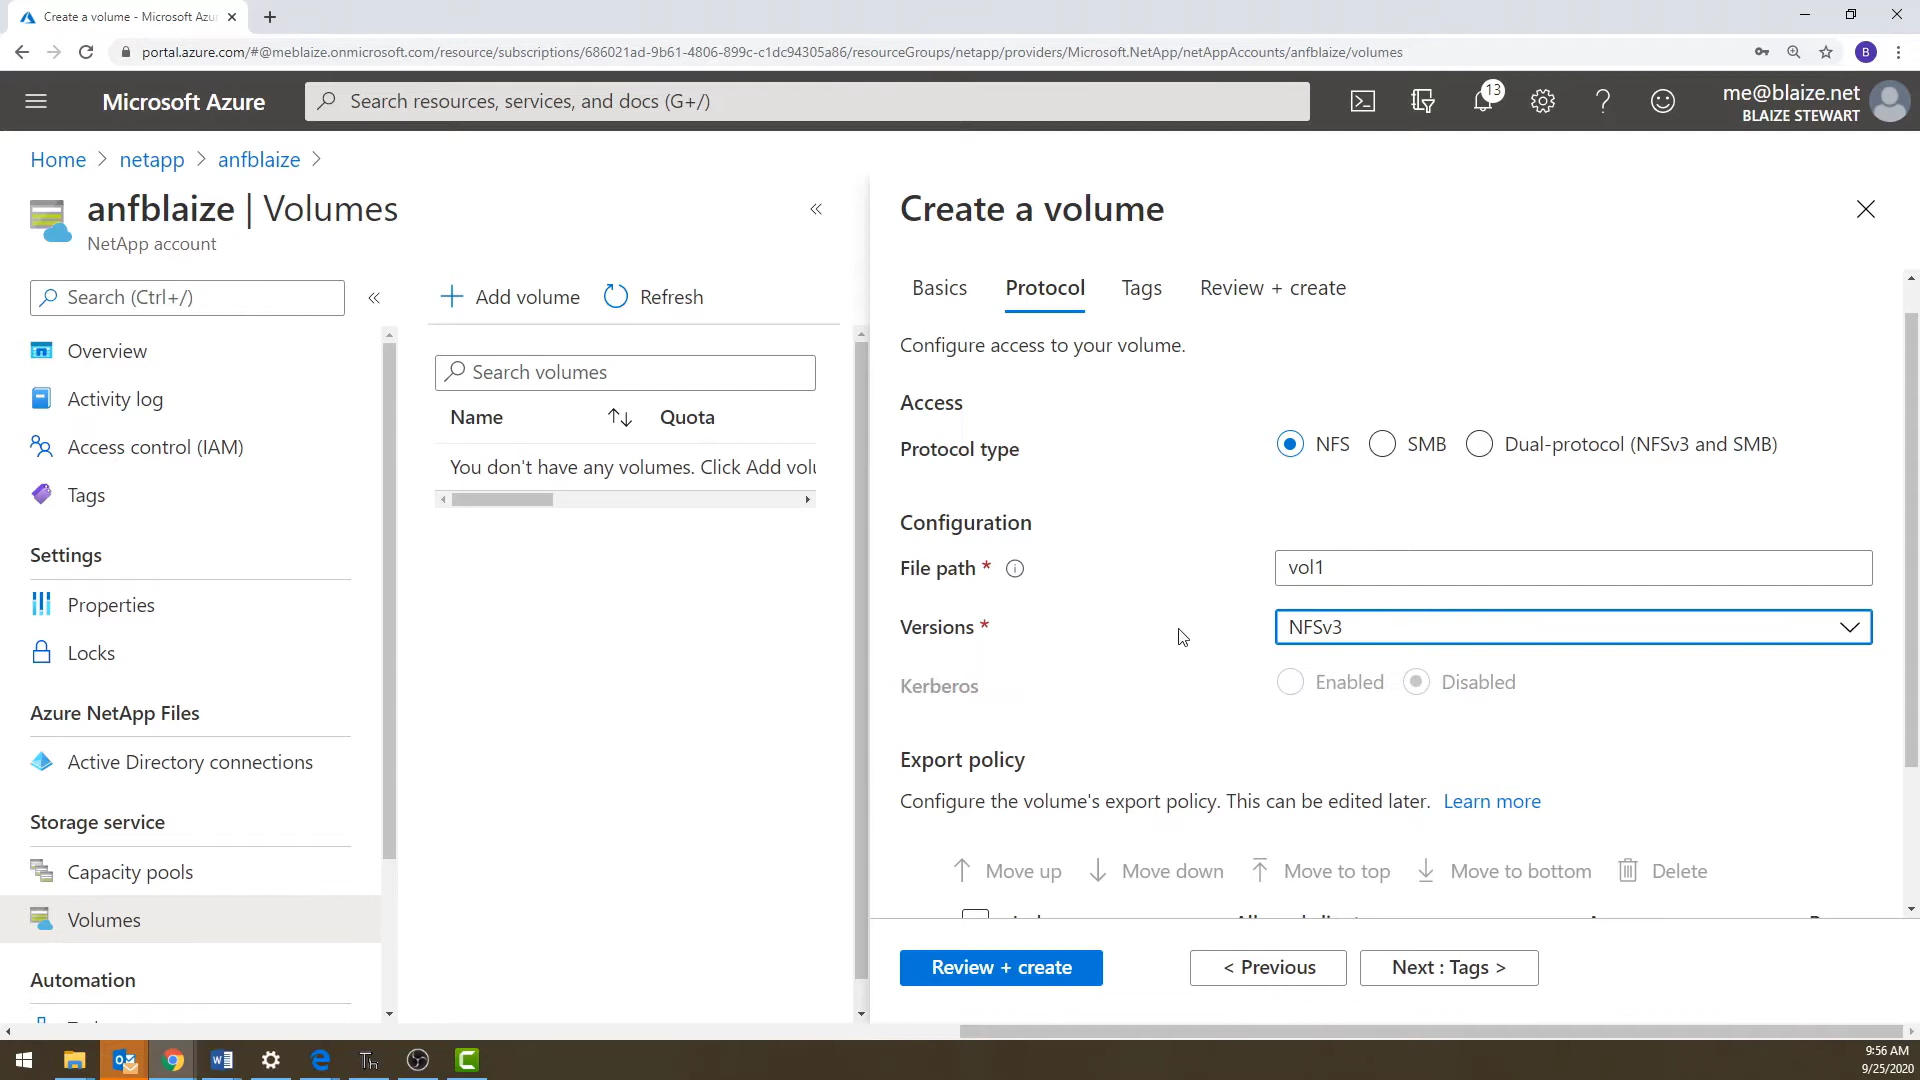 Create a volume - Microsoft Azu
portal.azure.com/#@meblaize.onmicrosoft.com/resource/subscriptions/686021ad-9b61-4806-899c-c1dc94305a86/resourceGroups/netapp/providers/Microsoft.NetApp/netAppAccounts/anfblaize/volumes
B
Microsoft Azure
Search resources, services, and docs (G+/)
13
me@blaize.net
BLAIZE STEWART
Home > netapp > anfblaize >
anfblaize | Volumes
NetApp account
Search (Ctrl+/)
Overview
Activity log
Access control (IAM)
Tags
Settings
Properties
Locks
Azure NetApp Files
Active Directory connections
Storage service
Capacity pools
Volumes
Automation
Add volume
Refresh
Search volumes
Name
Quota
You don't have any volumes. Click Add volu
Create a volume
Basics
Protocol
Tags
Review + create
Configure access to your volume.
Access
Protocol type
NFS
SMB
Dual-protocol (NFSv3 and SMB)
Configuration
File path *
vol1
Versions *
NFSv3
Kerberos
Enabled
Disabled
Export policy
Configure the volume's export policy. This can be edited later. Learn more
Move up
Move down
Move to top
Move to bottom
Delete
Review + create
< Previous
Next : Tags >
9:56 AM
9/25/2020